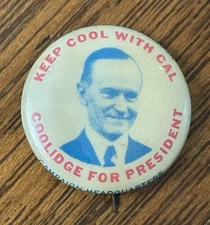 KEEP COOL WITH CAL
COOLIDGE FOR PRESIDENT
CAMPAIGN HEADQUARTERS